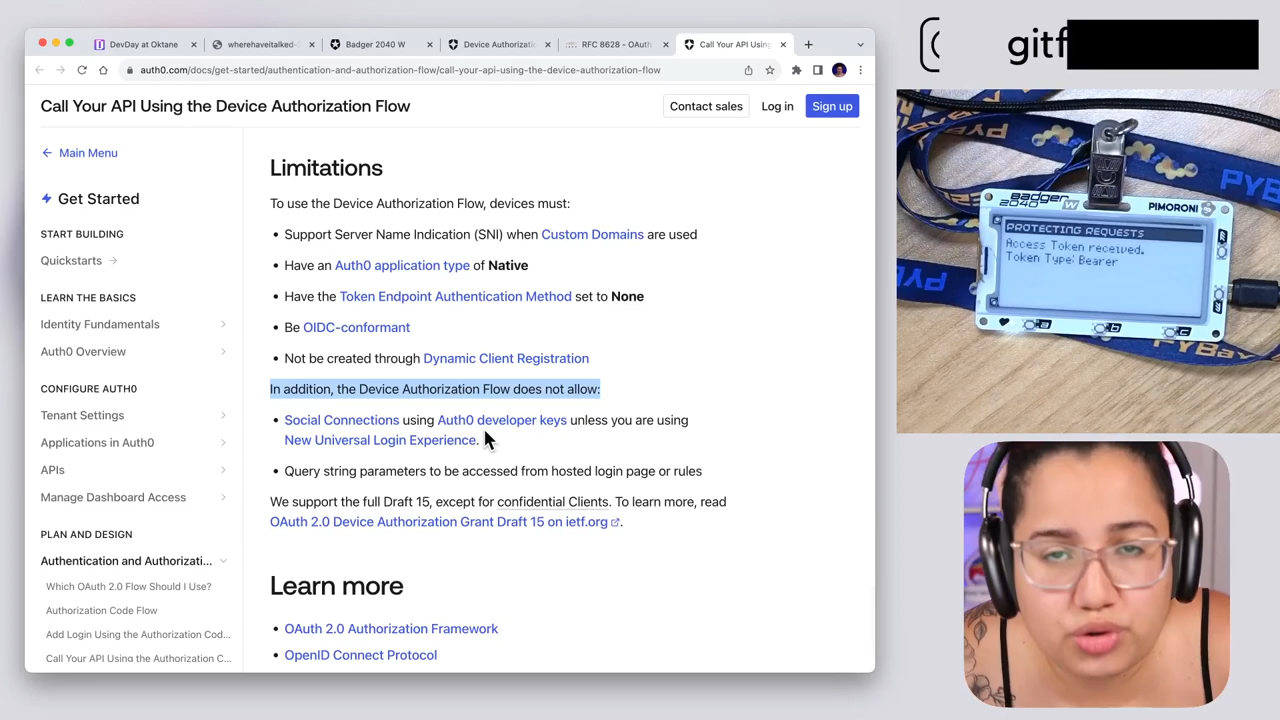 DevDay at Oktane
wherehaveitalked-
Badger 2040 W
Device Authorizati
RFC 8628 - OAuth
Call Your API Using
auth0.com/docs/get-started/authentication-and-authorization-flow/call-your-api-using-the-device-authorization-flow
Call Your API Using the Device Authorization Flow
Contact sales
Log in
Sign up
Main Menu
Get Started
START BUILDING
Quickstarts
LEARN THE BASICS
Identity Fundamentals
Auth0 Overview
CONFIGURE AUTH0
Tenant Settings
Applications in Auth0
APIs
Manage Dashboard Access
PLAN AND DESIGN
Authentication and Authorizati...
Which OAuth 2.0 Flow Should I Use?
Authorization Code Flow
Add Login Using the Authorization Cod...
Call Your API Using the Authorization C...
Limitations
To use the Device Authorization Flow, devices must:
• Support Server Name Indication (SNI) when Custom Domains are used
• Have an Auth0 application type of Native
• Have the Token Endpoint Authentication Method set to None
• Be OIDC-conformant
• Not be created through Dynamic Client Registration
In addition, the Device Authorization Flow does not allow:
• Social Connections using Auth0 developer keys unless you are using
New Universal Login Experience.
• Query string parameters to be accessed from hosted login page or rules
We support the full Draft 15, except for confidential Clients. To learn more, read
OAuth 2.0 Device Authorization Grant Draft 15 on ietf.org.
Learn more
• OAuth 2.0 Authorization Framework
• OpenID Connect Protocol
gitf
PyBay
PYB
PyBay
Badger
2040 W
PIMORONI
PROTECTING REQUESTS
Access Token received.
Token Type: Bearer
a
b
c